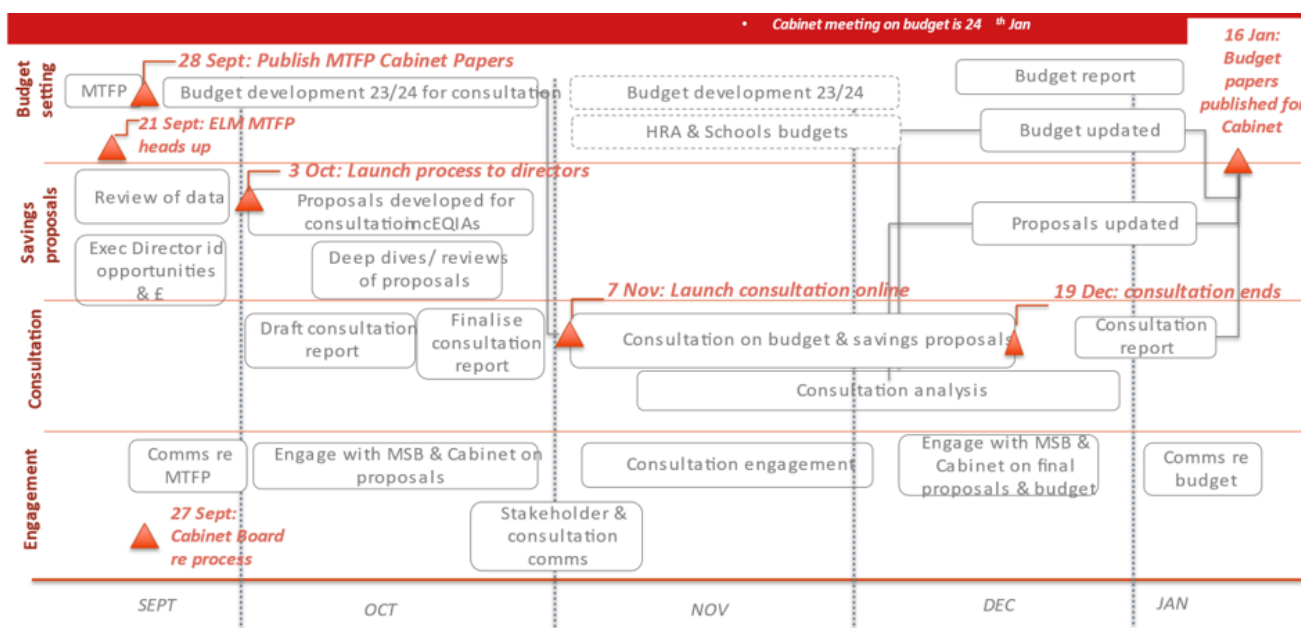 • Cabinet meeting on budget is 24 th Jan
16 Jan:
Budget
papers
published for
Cabinet
Budget
setting
28 Sept: Publish MTFP Cabinet Papers
MTFP
Budget development 23/24 for consultation
Budget development 23/24
Budget report
HRA & Schools budgets
Budget updated
21 Sept: ELM MTFP
heads up
Savings
proposals
3 Oct: Launch process to directors
Review of data
Proposals developed for
consultation incEQIAs
Proposals updated
Exec Director id
opportunities
& £
Deep dives/ reviews
of proposals
Consultation
7 Nov: Launch consultation online
19 Dec: consultation ends
Draft consultation
report
Finalise
consultation
report
Consultation on budget & savings proposals
Consultation
report
Consultation analysis
Engagement
Comms re
MTFP
Engage with MSB & Cabinet on
proposals
Consultation engagement
Engage with MSB &
Cabinet on final
proposals & budget
Comms re
budget
27 Sept:
Cabinet Board
re process
Stakeholder &
consultation
comms
SEPT
OCT
NOV
DEC
JAN